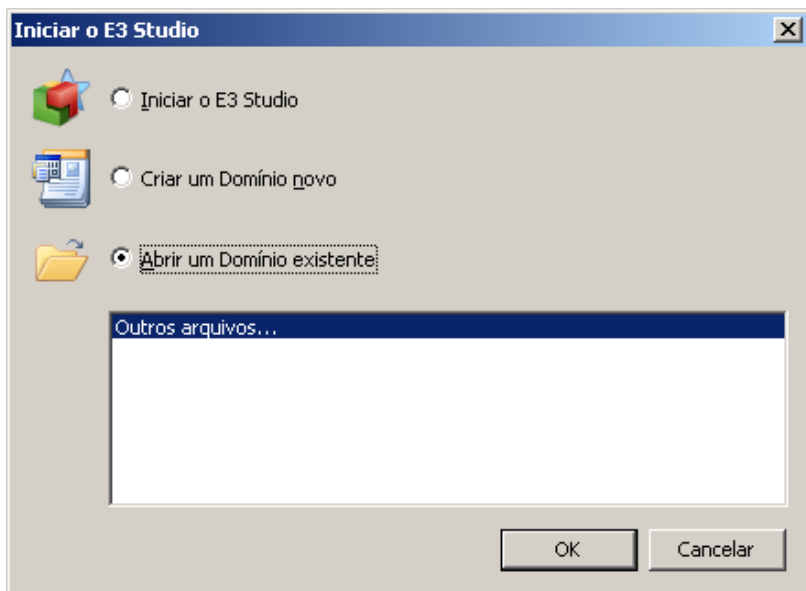 Iniciar o E3 Studio
Iniciar o E3 Studio
Criar um Domínio novo
Abrir um Domínio existente
Outros arquivos...
OK
Cancelar